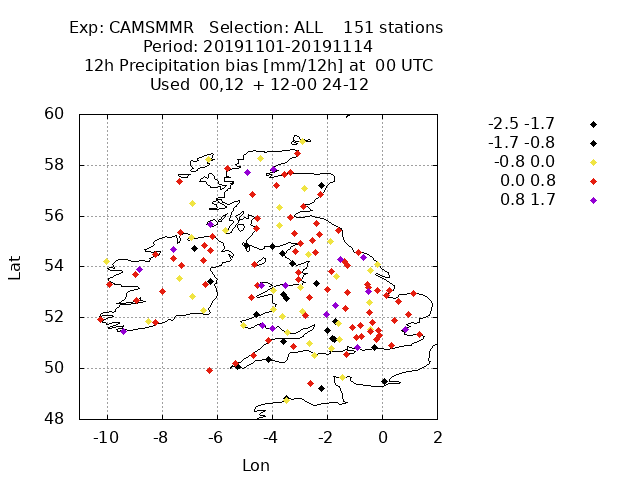 Exp: CAMSMMR   Selection: ALL    151 stations
Period: 20191101-20191114
12h Precipitation bias [mm/12h] at  00 UTC
Used  00,12  + 12-00 24-12
-2.5 -1.7
-1.7 -0.8
-0.8 0.0
0.0 0.8
0.8 1.7
60
58
56
54
52
50
48
-10 -8 -6 -4 -2 0 2
Lat
Lon